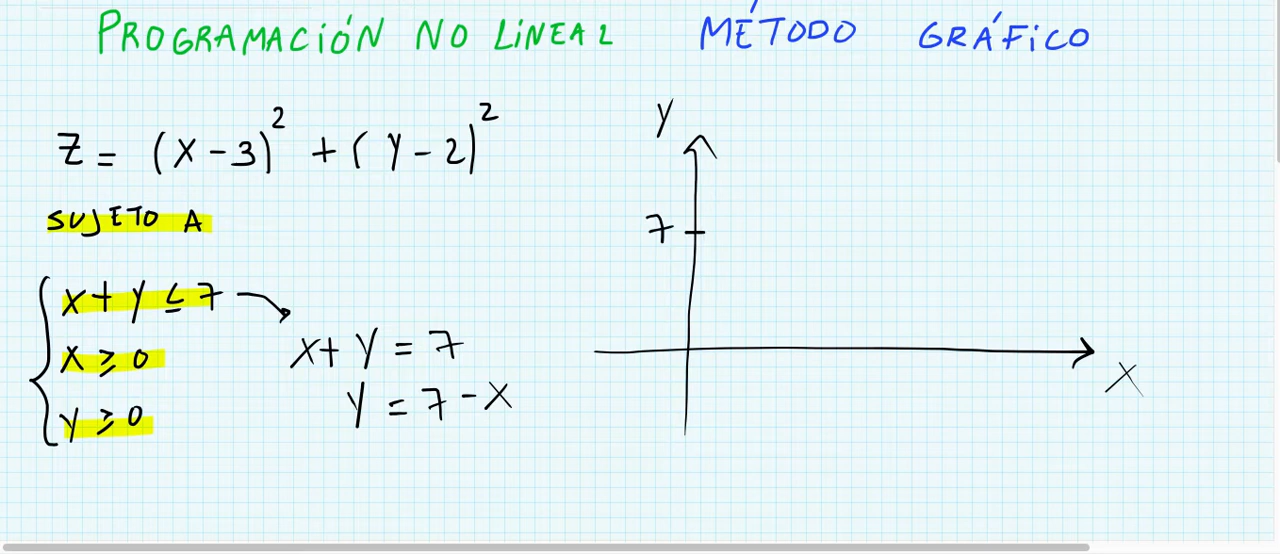 PROGRAMACIÓN NO LINEAL MÉTODO GRÁFICO
Z = (X-3)² + (Y-2)²
SUJETO A
X + Y ≤ 7
X ≥ 0
Y ≥ 0
X + Y = 7
Y = 7 - X
Y
7
X